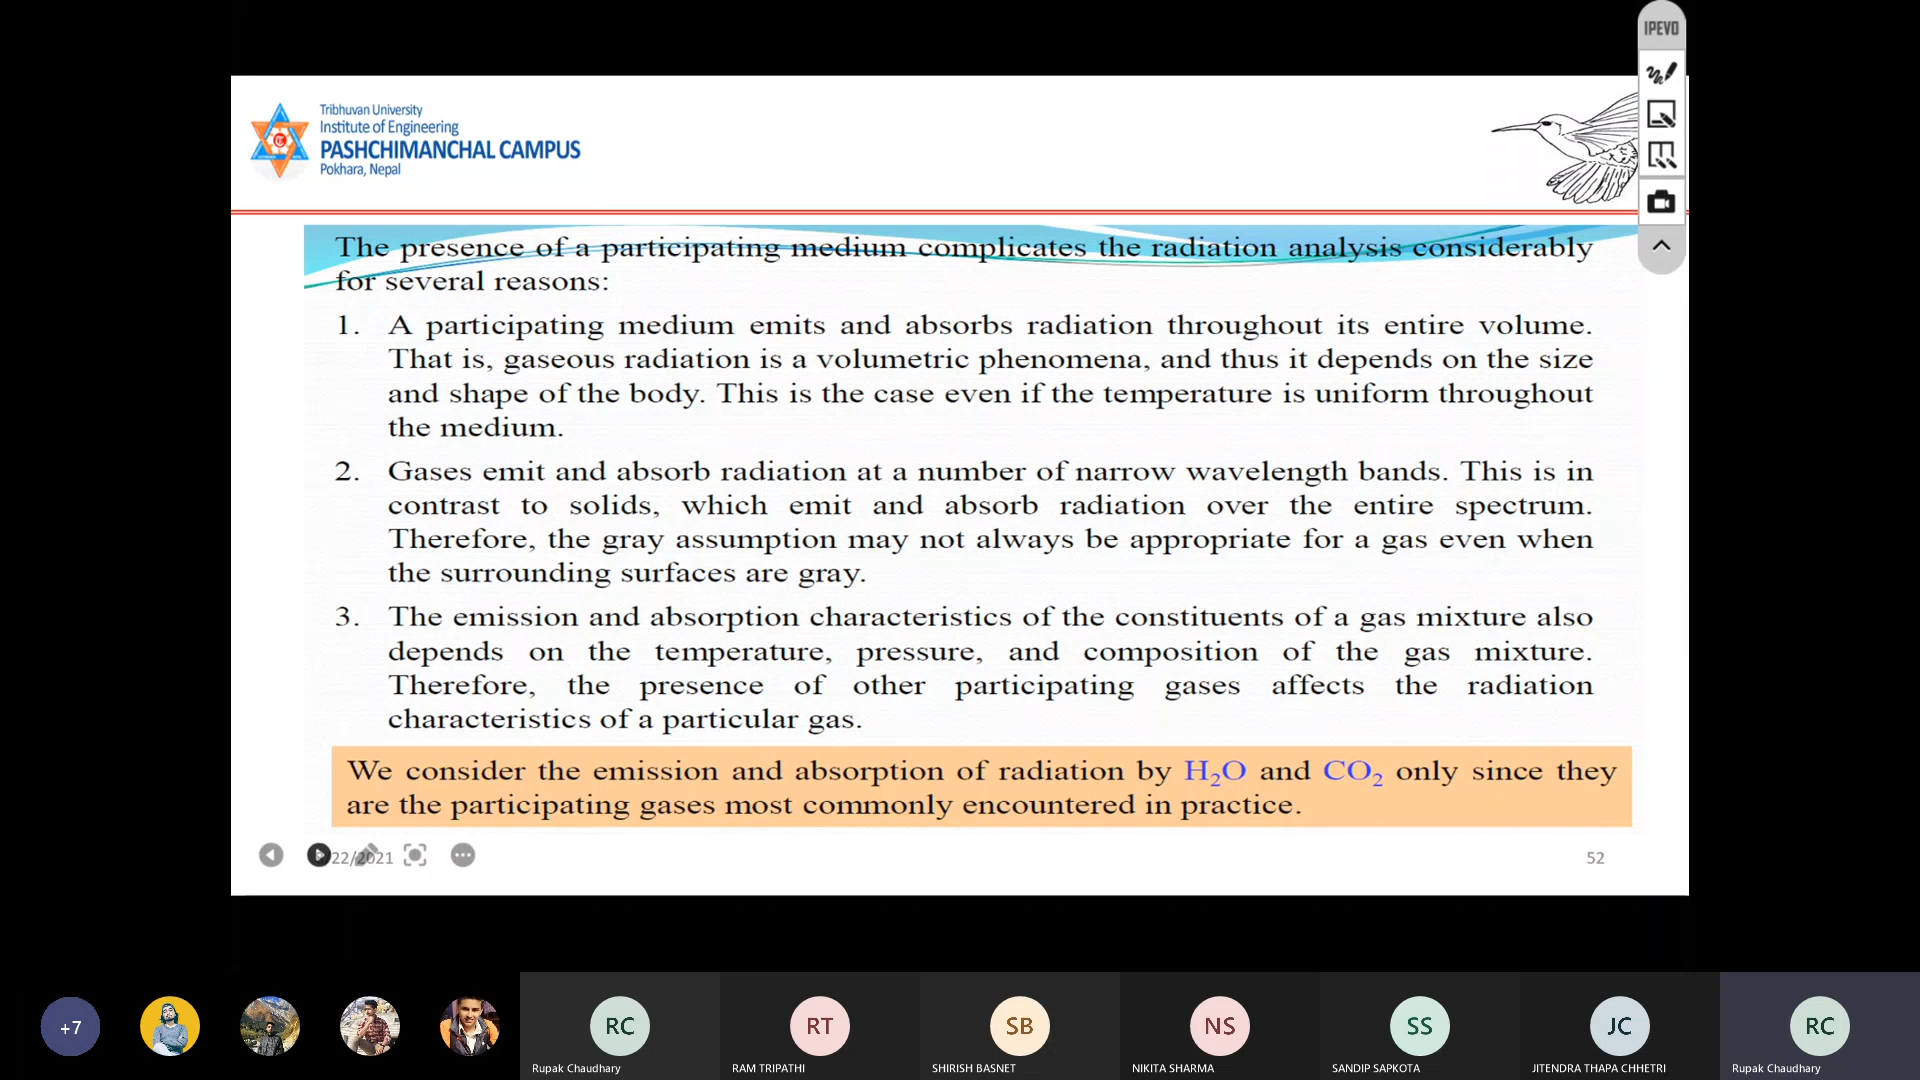 IPEVO
Tribhuvan University
Institute of Engineering
PASHCHIMANCHAL CAMPUS
Pokhara, Nepal
The presence of a participating medium complicates the radiation analysis considerably
for several reasons:
1. A participating medium emits and absorbs radiation throughout its entire volume.
That is, gaseous radiation is a volumetric phenomena, and thus it depends on the size
and shape of the body. This is the case even if the temperature is uniform throughout
the medium.
2. Gases emit and absorb radiation at a number of narrow wavelength bands. This is in
contrast to solids, which emit and absorb radiation over the entire spectrum.
Therefore, the gray assumption may not always be appropriate for a gas even when
the surrounding surfaces are gray.
3. The emission and absorption characteristics of the constituents of a gas mixture also
depends on the temperature, pressure, and composition of the gas mixture.
Therefore, the presence of other participating gases affects the radiation
characteristics of a particular gas.
We consider the emission and absorption of radiation by H₂O and CO₂ only since they
are the participating gases most commonly encountered in practice.
22/2021
52
+7
RC
RT
SB
NS
SS
JC
RC
Rupak Chaudhary
RAM TRIPATHI
SHIRISH BASNET
NIKITA SHARMA
SANDIP SAPKOTA
JITENDRA THAPA CHHETRI
Rupak Chaudhary